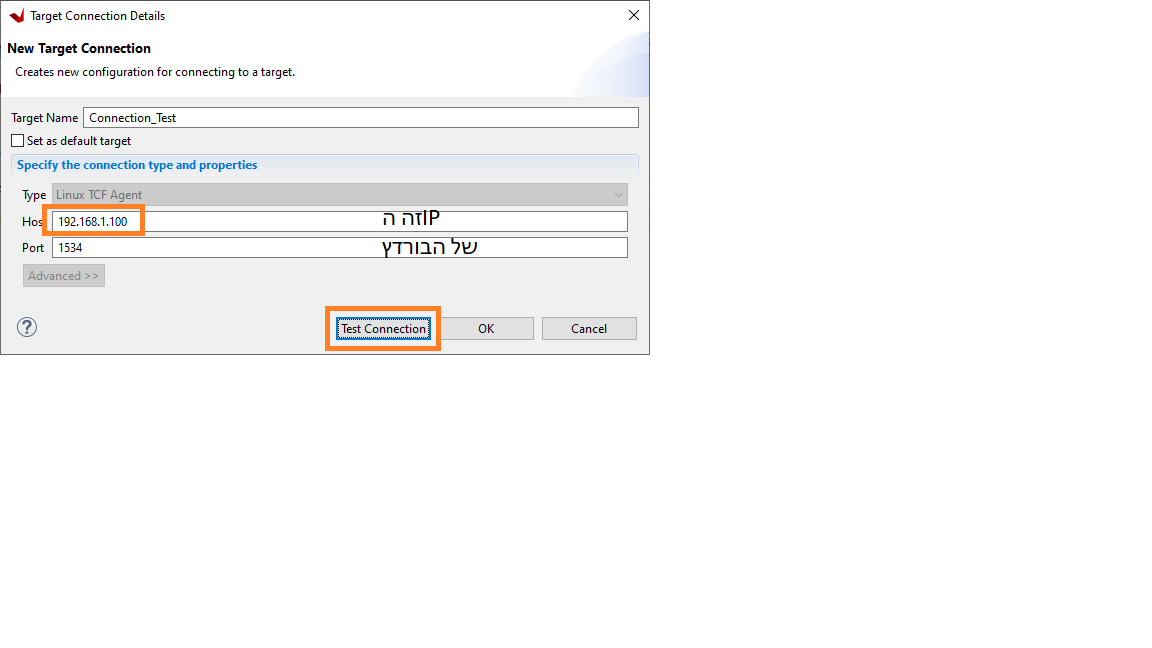 Target Connection Details
New Target Connection
Creates new configuration for connecting to a target.
Target Name Connection_Test
Set as default target
Specify the connection type and properties
Type Linux TCF Agent
Hos 192.168.1.100 זה הIP
Port 1534 של הבורדץ
Advanced >>
? Test Connection OK Cancel